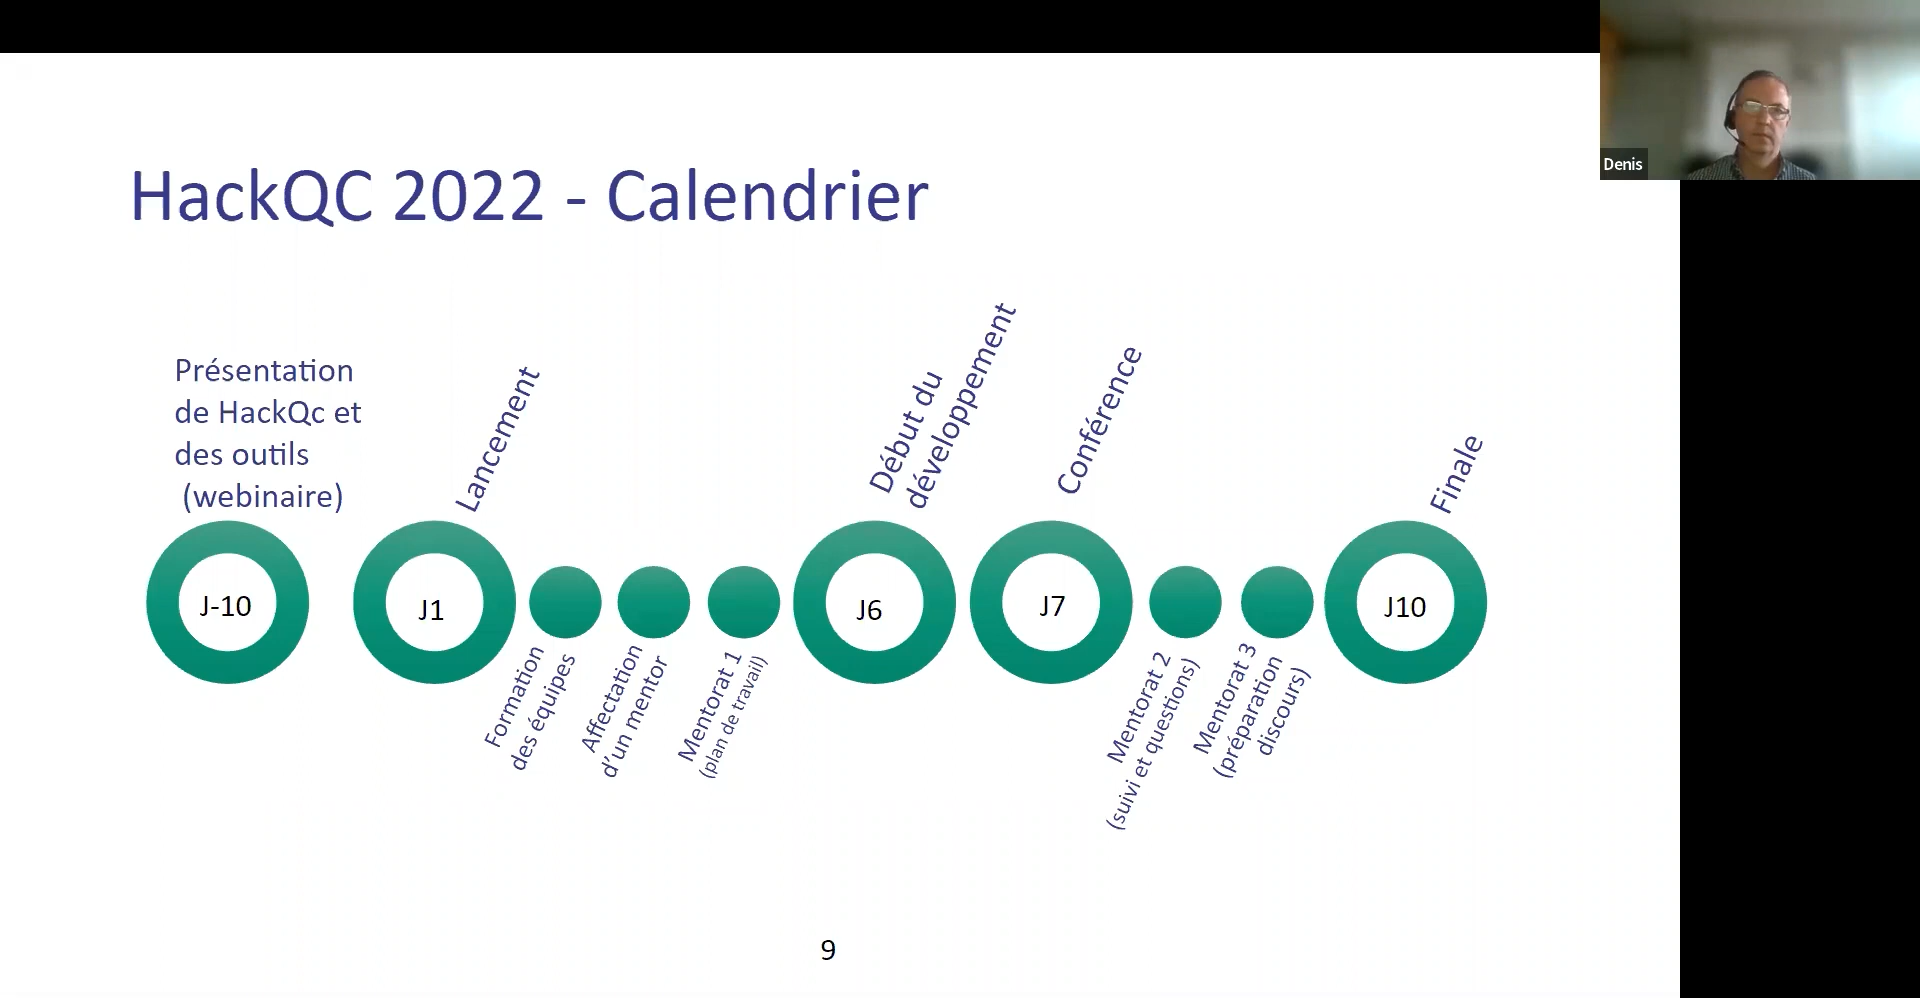 Denis
HackQC 2022 - Calendrier
Présentation
de HackQc et
des outils
(webinaire)
Lancement
Début du
développement
Conférence
Finale
J-10
J1
J6
J7
J10
Formation
des équipes
Affectation
d'un mentor
Mentorat 1
(plan de travail)
Mentorat 2
(suivi et questions)
Mentorat 3
(préparation
discours)
9